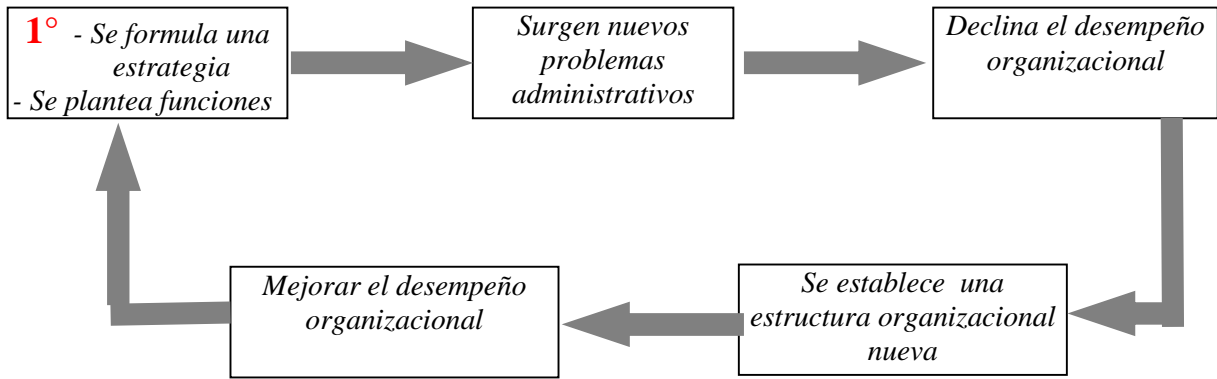 1° - Se formula una
estrategia
- Se plantea funciones
Surgen nuevos
problemas
administrativos
Declina el desempeño
organizacional
Se establece una
estructura organizacional
nueva
Mejorar el desempeño
organizacional